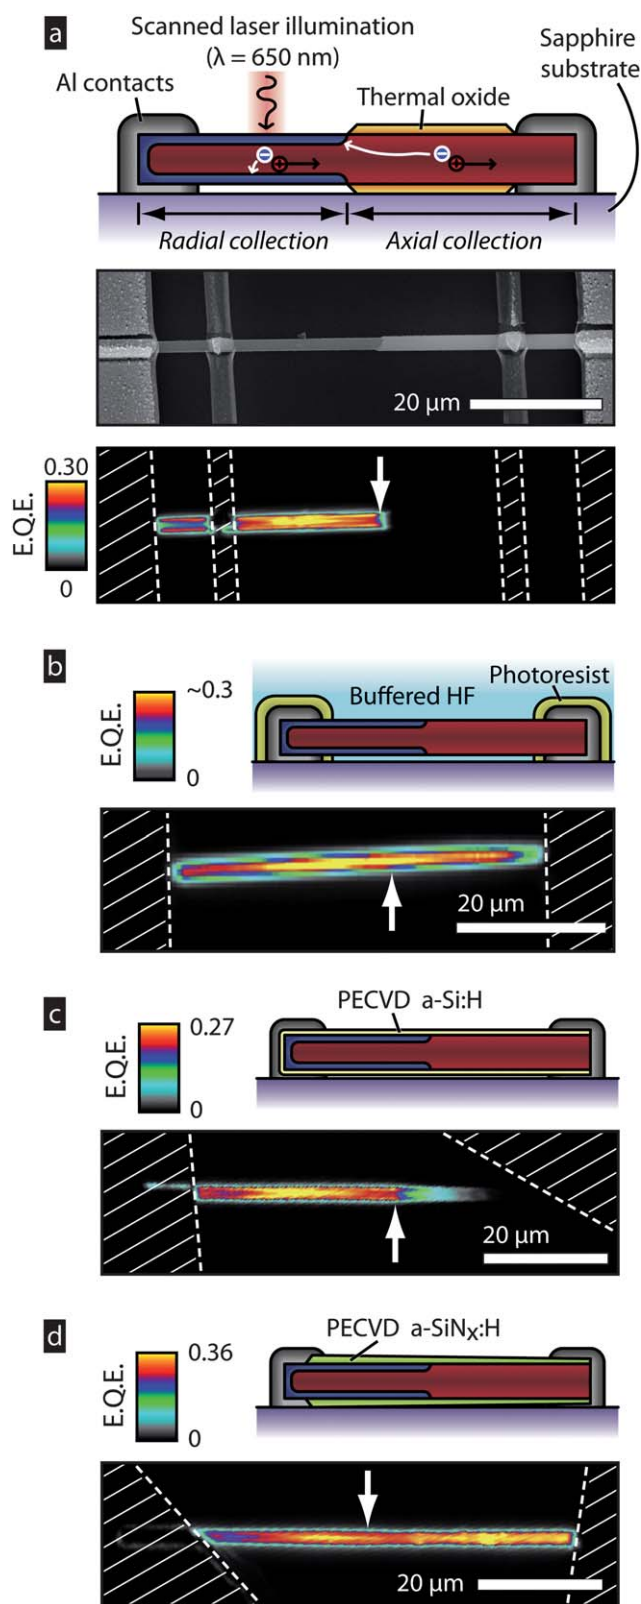 a
Scanned laser illumination
(λ = 650 nm)
Sapphire
substrate
Al contacts
Thermal oxide
Radial collection
Axial collection
20 μm
0.30
E.Q.E.
0
b
~0.3
E.Q.E.
0
Photoresist
Buffered HF
20 μm
c
PECVD a-Si:H
0.27
E.Q.E.
0
20 μm
d
PECVD a-SiNx:H
0.36
E.Q.E.
0
20 μm